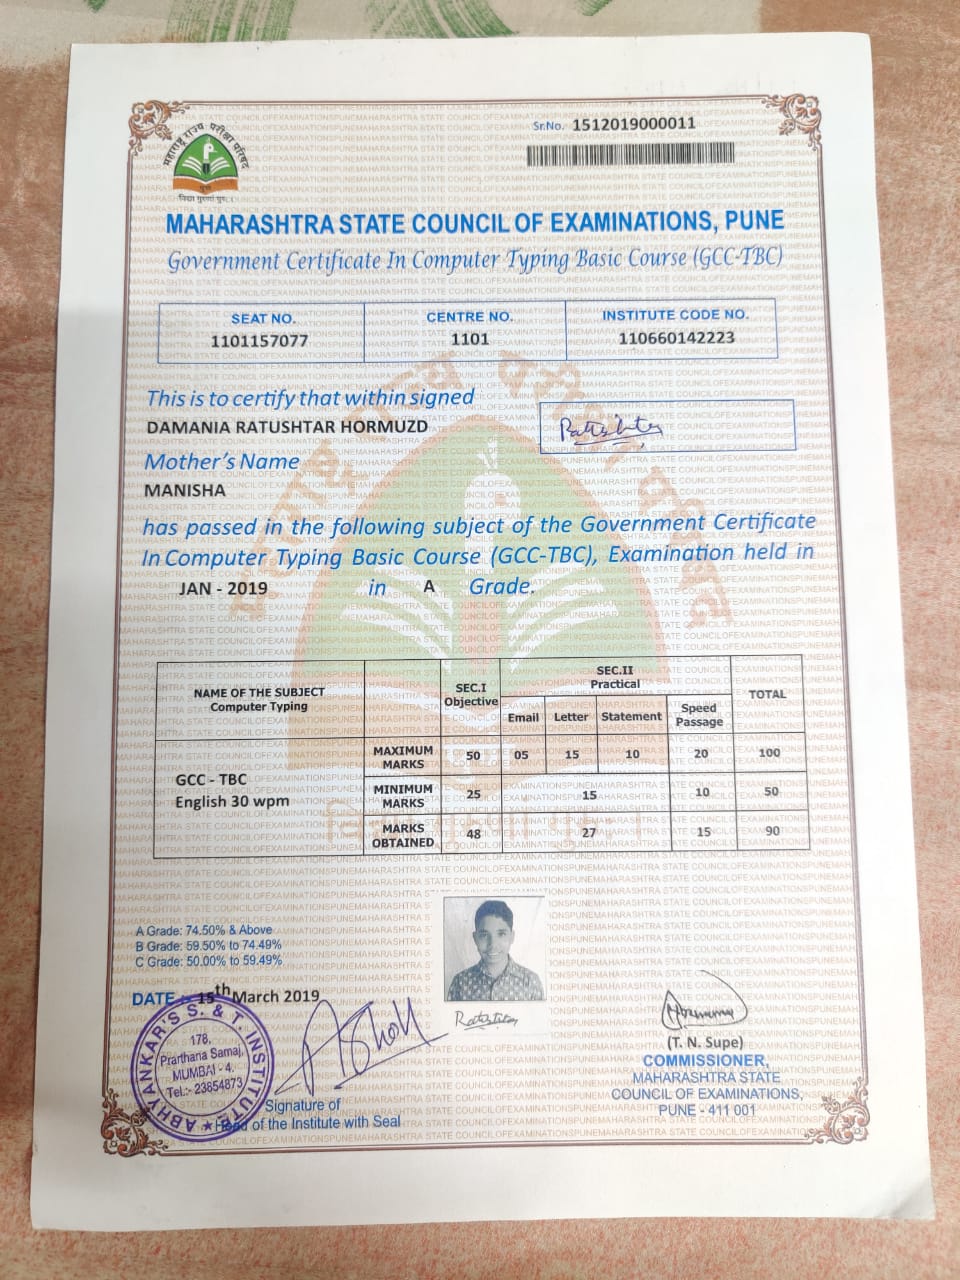 महाराष्ट्र राज्य परीक्षा परिषद
पुणे
Sr.No. 1512019000011
MAHARASHTRA STATE COUNCIL OF EXAMINATIONS, PUNE
Government Certificate In Computer Typing Basic Course (GCC-TBC)
SEAT NO. CENTRE NO. INSTITUTE CODE NO.
1101157077 1101 110660142223
This is to certify that within signed
DAMANIA RATUSHTAR HORMUZD
Mother's Name
MANISHA
has passed in the following subject of the Government Certificate
In Computer Typing Basic Course (GCC-TBC), Examination held in
JAN - 2019 in A Grade.
NAME OF THE SUBJECT
Computer Typing
SEC.I
Objective
SEC.II
Practical
Email Letter Statement Speed
Passage
TOTAL
GCC - TBC
English 30 wpm
MAXIMUM
MARKS 50 05 15 10 20 100
MINIMUM
MARKS 25 15 10 50
MARKS
OBTAINED 48 27 15 90
A Grade: 74.50% & Above
B Grade: 59.50% to 74.49%
C Grade: 50.00% to 59.49%
DATE : 15th March 2019
ABHYANKAR'S S. & T. INSTITUTE
178,
Prarthana Samaj,
MUMBAI - 4.
Tel.:- 23854873
Signature of
Head of the Institute with Seal
(T. N. Supe)
COMMISSIONER,
MAHARASHTRA STATE
COUNCIL OF EXAMINATIONS,
PUNE - 411 001